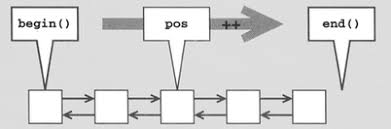 begin()
pos
++
end()